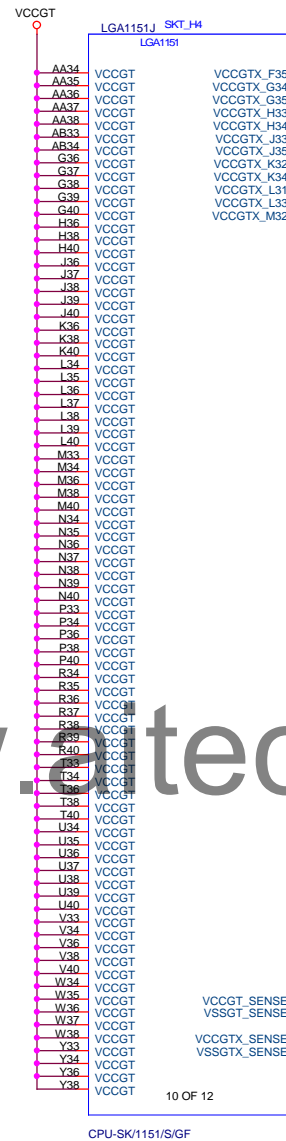 VCCGT
LGA1151J SKT_H4
LGA1151
AA34 VCCGT VCCGTX_F35
AA35 VCCGT VCCGTX_G34
AA36 VCCGT VCCGTX_G35
AA37 VCCGT VCCGTX_H33
AA38 VCCGT VCCGTX_H34
AB33 VCCGT VCCGTX_J33
AB34 VCCGT VCCGTX_J35
G36 VCCGT VCCGTX_K32
G37 VCCGT VCCGTX_K34
G38 VCCGT VCCGTX_L31
G39 VCCGT VCCGTX_L33
G40 VCCGT VCCGTX_M32
H36 VCCGT
H38 VCCGT
H40 VCCGT
J36 VCCGT
J37 VCCGT
J38 VCCGT
J39 VCCGT
J40 VCCGT
K36 VCCGT
K38 VCCGT
K40 VCCGT
L34 VCCGT
L35 VCCGT
L36 VCCGT
L37 VCCGT
L38 VCCGT
L39 VCCGT
L40 VCCGT
M33 VCCGT
M34 VCCGT
M36 VCCGT
M38 VCCGT
M40 VCCGT
N34 VCCGT
N35 VCCGT
N36 VCCGT
N37 VCCGT
N38 VCCGT
N39 VCCGT
N40 VCCGT
P33 VCCGT
P34 VCCGT
P36 VCCGT
P38 VCCGT
P40 VCCGT
R34 VCCGT
R35 VCCGT
R36 VCCGT
R37 VCCGT
R38 VCCGT
R39 VCCGT
R40 VCCGT
T33 VCCGT
T34 VCCGT
T36 VCCGT
T38 VCCGT
T40 VCCGT
U34 VCCGT
U35 VCCGT
U36 VCCGT
U37 VCCGT
U38 VCCGT
U39 VCCGT
U40 VCCGT
V33 VCCGT
V34 VCCGT
V36 VCCGT
V38 VCCGT
V40 VCCGT
W34 VCCGT
W35 VCCGT VCCGT_SENSE
W36 VCCGT VSSGT_SENSE
W37 VCCGT
W38 VCCGT VCCGTX_SENSE
Y33 VCCGT VSSGTX_SENSE
Y34 VCCGT
Y36 VCCGT
Y38 VCCGT
10 OF 12
CPU-SK/1151/S/GF
.aitec